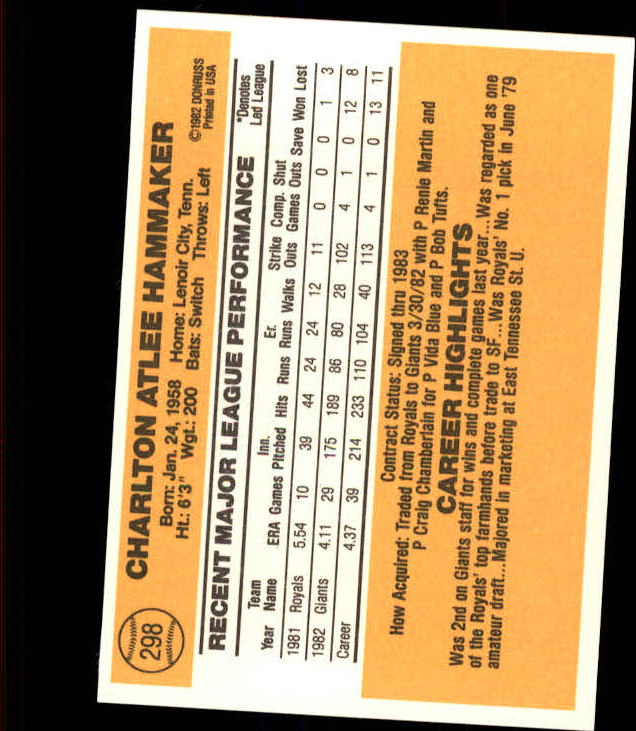 298
CHARLTON ATLEE HAMMAKER
Born: Jan. 24, 1958 Home: Lenoir City, Tenn. ©1982 DONRUSS
Ht.: 6'3" Wgt.: 200 Bats: Switch Throws: Left Printed in USA
RECENT MAJOR LEAGUE PERFORMANCE *Denotes Led League
Team Inn. Er. Strike Comp. Shut
Year Name ERA Games Pitched Hits Runs Runs Walks Outs Games Outs Save Won Lost
1981 Royals 5.54 10 39 44 24 24 12 11 0 0 0 1 3
1982 Giants 4.11 29 175 189 86 80 28 102 4 1 0 12 8
Career 4.37 39 214 233 110 104 40 113 4 1 0 13 11
Contract Status: Signed thru 1983
How Acquired: Traded from Royals to Giants 3/30/82 with P Renie Martin and
P Craig Chamberlain for P Vida Blue and P Bob Tufts.
CAREER HIGHLIGHTS
Was 2nd on Giants staff for wins and complete games last year...Was regarded as one
of the Royals' top farmhands before trade to SF...Was Royals' No. 1 pick in June '79
amateur draft...Majored in marketing at East Tennessee St. U.